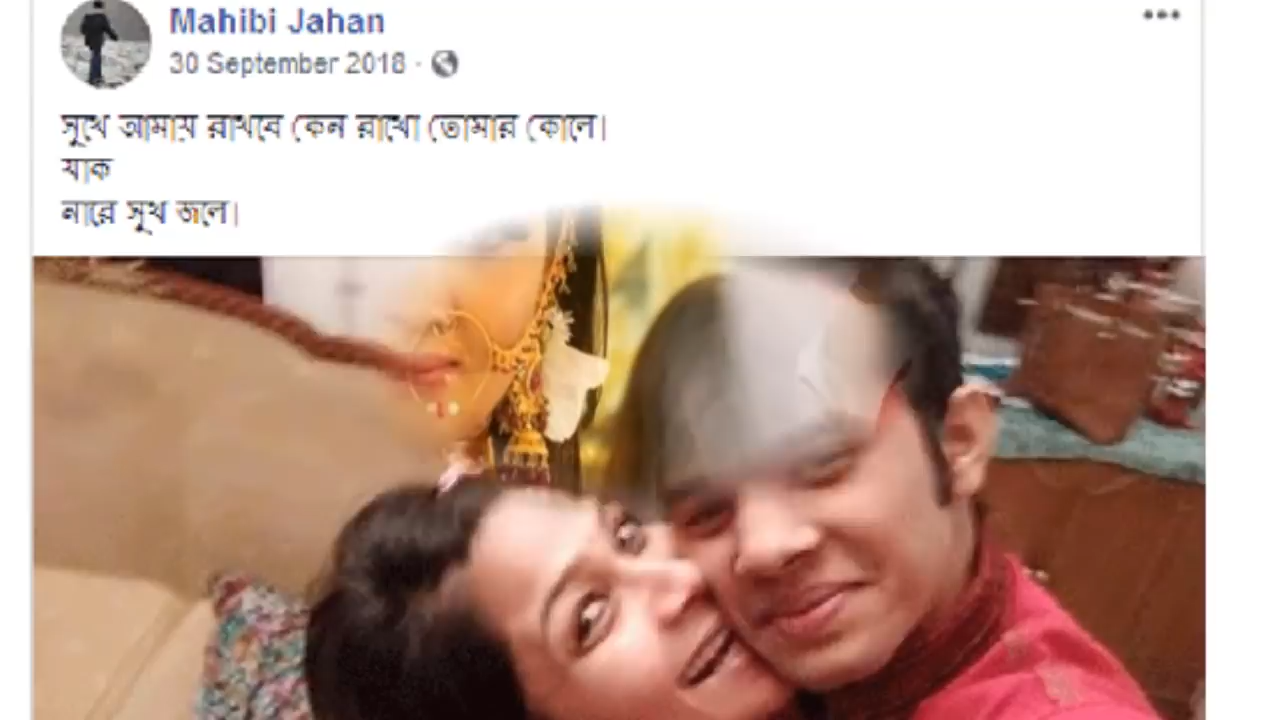 Mahibi Jahan
30 September 2018 ·
সুখে আমায় রাখবে কেন রাখো তোমার কোলে।
যাক
নারে সুখ জলে।